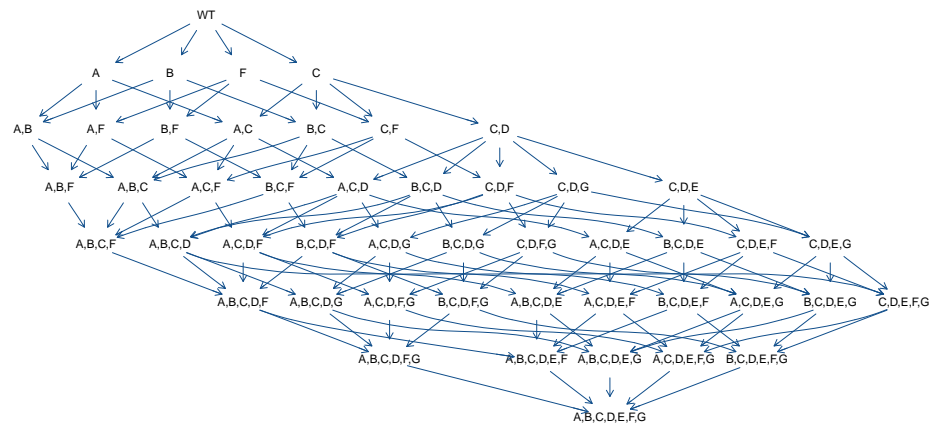 WT
A B F C
A,B A,F B,F A,C B,C C,F C,D
A,B,F A,B,C A,C,F B,C,F A,C,D B,C,D C,D,F C,D,G C,D,E
A,B,C,F A,B,C,D A,C,D,F B,C,D,F A,C,D,G B,C,D,G C,D,F,G A,C,D,E B,C,D,E C,D,E,F C,D,E,G
A,B,C,D,F A,B,C,D,G A,C,D,F,G B,C,D,F,G A,B,C,D,E A,C,D,E,F B,C,D,E,F A,C,D,E,G B,C,D,E,G C,D,E,F,G
A,B,C,D,F,G A,B,C,D,E,F A,B,C,D,E,G A,C,D,E,F,G B,C,D,E,F,G
A,B,C,D,E,F,G